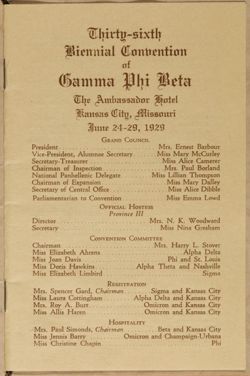 Thirty-sixth
Biennial Convention
of
Gamma Phi Beta
The Ambassador Hotel
Kansas City, Missouri
June 24-29, 1929
GRAND COUNCIL
President Mrs. Ernest Barbour
Vice-President, Alumnae Secretary Miss Mary McCurley
Secretary-Treasurer Miss Alice Camerer
Chairman of Inspection Mrs. Paul Borland
National Panhellenic Delegate Miss Lillian Thompson
Chairman of Expansion Miss Mary Dalley
Secretary of Central Office Miss Alice Dibble
Parliamentarian to Convention Miss Emma Lowd
OFFICIAL HOSTESS
Province III
Director Mrs. N. K. Woodward
Secretary Miss Nina Gresham
CONVENTION COMMITTEE
Chairman Mrs. Harry L. Stover
Miss Elizabeth Ahrens Alpha Delta
Miss Joan Davis Phi and St. Louis
Miss Doris Hawkins Alpha Theta and Nashville
Miss Elizabeth Limbird Sigma
REGISTRATION
Mrs. Spencer Gard, Chairman Sigma and Kansas City
Miss Laura Cottingham Alpha Delta and Kansas City
Mrs. Roy A. Burt Omicron and Kansas City
Miss Allis Haren Omicron and Kansas City
HOSPITALITY
Mrs. Paul Simonds, Chairman Beta and Kansas City
Miss Jennis Barry Omicron and Champaign-Urbana
Miss Christine Chapin Phi